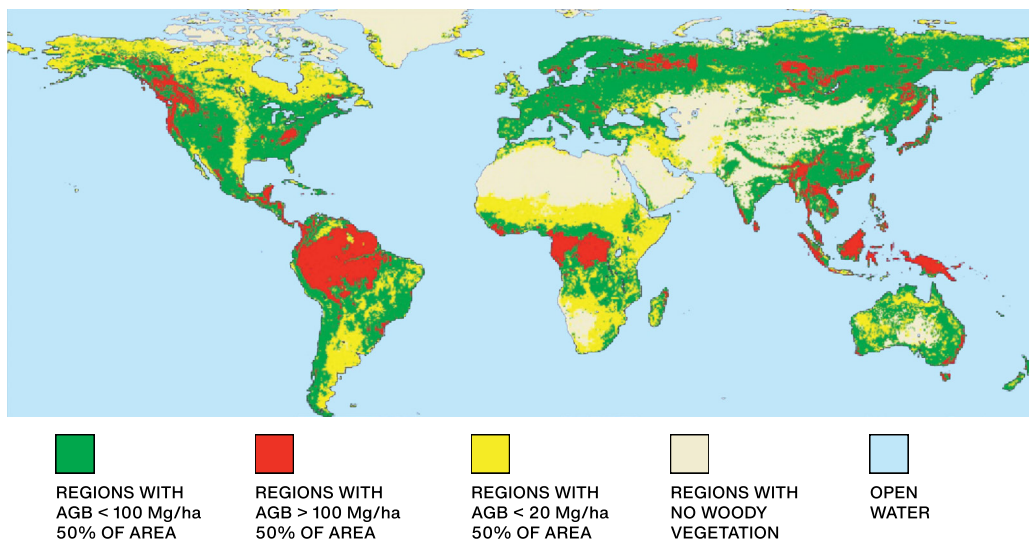 REGIONS WITH
AGB < 100 Mg/ha
50% OF AREA
REGIONS WITH
AGB > 100 Mg/ha
50% OF AREA
REGIONS WITH
AGB < 20 Mg/ha
50% OF AREA
REGIONS WITH
NO WOODY
VEGETATION
OPEN
WATER